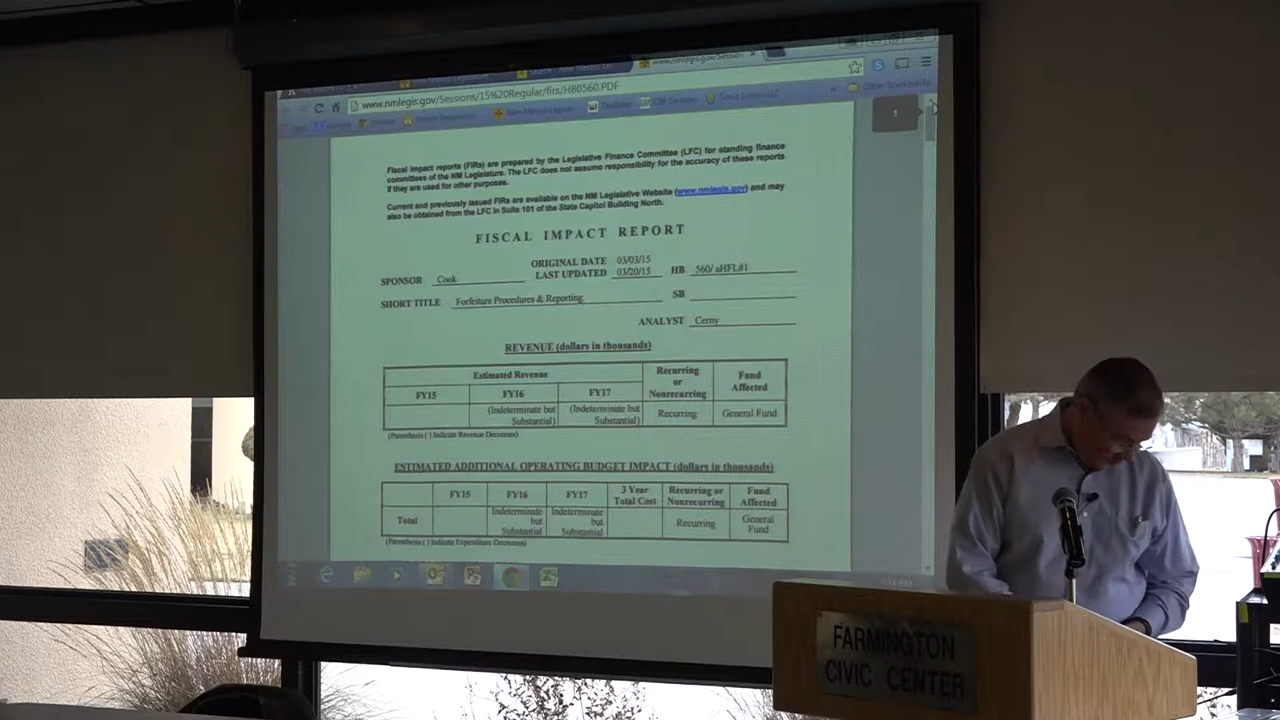 www.nmlegis.gov/Sessions/15%20Regular/firs/HB0560.PDF
1
Fiscal impact reports (FIRs) are prepared by the Legislative Finance Committee (LFC) for standing finance
committees of the NM Legislature. The LFC does not assume responsibility for the accuracy of these reports
if they are used for other purposes.
Current and previously issued FIRs are available on the NM Legislative Website (www.nmlegis.gov) and may
also be obtained from the LFC in Suite 101 of the State Capitol Building North.
FISCAL IMPACT REPORT
SPONSOR Cook ORIGINAL DATE 03/03/15
LAST UPDATED 03/20/15 HB 560/ aHFL#1
SHORT TITLE Forfeiture Procedures & Reporting SB
ANALYST Cerny
REVENUE (dollars in thousands)
Estimated Revenue Recurring or Nonrecurring Fund Affected
FY15 FY16 FY17
(Indeterminate but Substantial) (Indeterminate but Substantial) Recurring General Fund
(Parenthesis ( ) Indicate Revenue Decreases)
ESTIMATED ADDITIONAL OPERATING BUDGET IMPACT (dollars in thousands)
FY15 FY16 FY17 3 Year Total Cost Recurring or Nonrecurring Fund Affected
Total Indeterminate but Substantial Indeterminate but Substantial Recurring General Fund
(Parenthesis ( ) Indicate Expenditure Decreases)
FARMINGTON
CIVIC CENTER